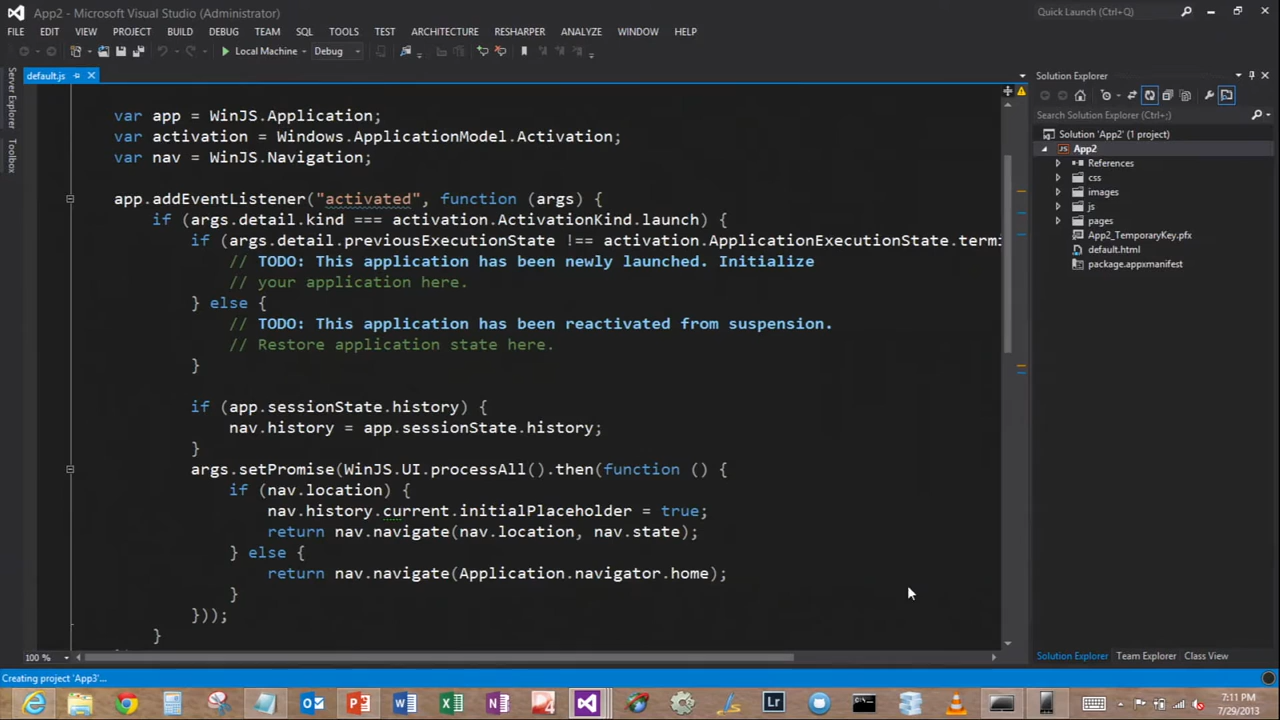 App2 - Microsoft Visual Studio (Administrator)
Quick Launch (Ctrl+Q)
FILE EDIT VIEW PROJECT BUILD DEBUG TEAM SQL TOOLS TEST ARCHITECTURE RESHARPER ANALYZE WINDOW HELP
Local Machine Debug
Server Explorer
Toolbox
default.js
var app = WinJS.Application;
var activation = Windows.ApplicationModel.Activation;
var nav = WinJS.Navigation;
app.addEventListener("activated", function (args) {
if (args.detail.kind === activation.ActivationKind.launch) {
if (args.detail.previousExecutionState !== activation.ApplicationExecutionState.termi
// TODO: This application has been newly launched. Initialize
// your application here.
} else {
// TODO: This application has been reactivated from suspension.
// Restore application state here.
}
if (app.sessionState.history) {
nav.history = app.sessionState.history;
}
args.setPromise(WinJS.UI.processAll().then(function () {
if (nav.location) {
nav.history.current.initialPlaceholder = true;
return nav.navigate(nav.location, nav.state);
} else {
return nav.navigate(Application.navigator.home);
}
}));
}
100 %
Solution Explorer
Search Solution Explorer (Ctrl+;)
Solution 'App2' (1 project)
JS App2
References
css
images
js
pages
App2_TemporaryKey.pfx
default.html
package.appxmanifest
Solution Explorer Team Explorer Class View
Creating project 'App3'...
Lr
7:11 PM
7/29/2013